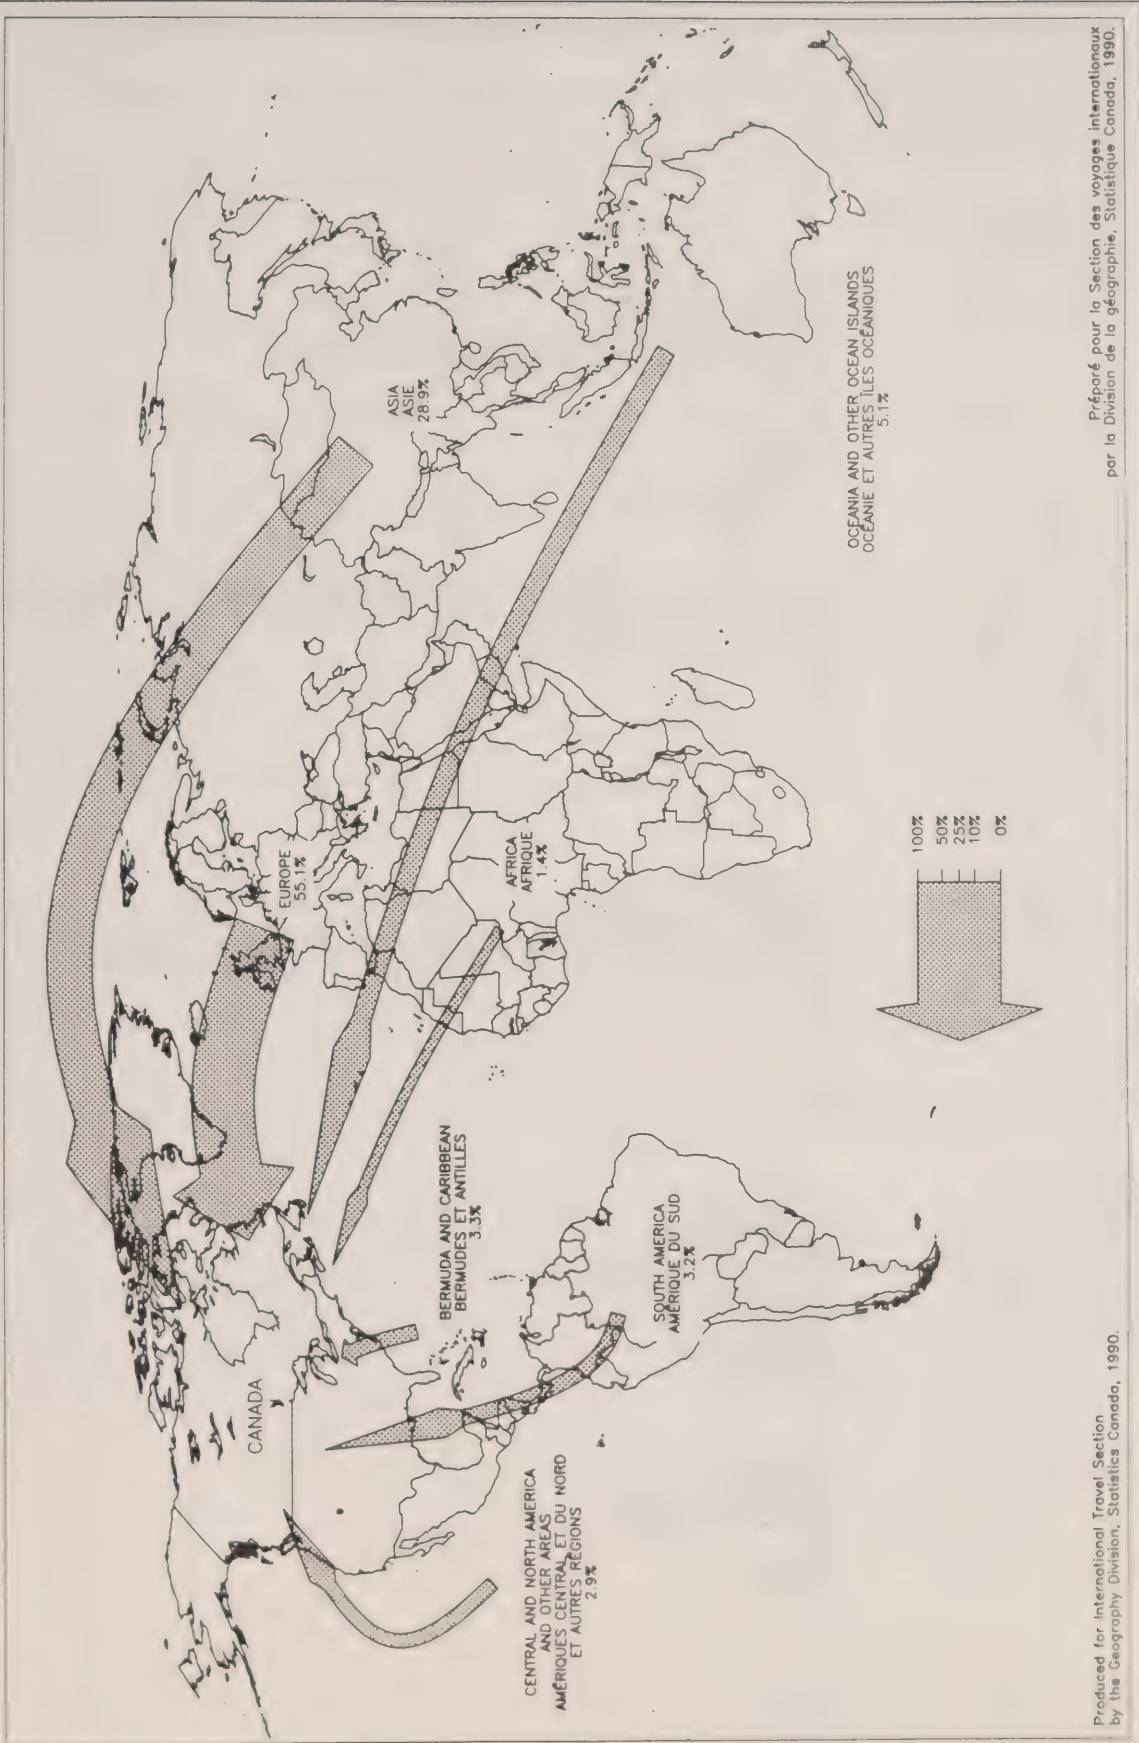 ASIA
ASIE
28.9%
EUROPE
55.1%
AFRICA
AFRIQUE
1.4%
OCEANIA AND OTHER OCEAN ISLANDS
OCÉANIE ET AUTRES ÎLES OCÉANIQUES
5.1%
CANADA
BERMUDA AND CARIBBEAN
BERMUDES ET ANTILLES
3.3%
SOUTH AMERICA
AMÉRIQUE DU SUD
3.2%
CENTRAL AND NORTH AMERICA
AND OTHER AREAS
AMÉRIQUES CENTRAL ET DU NORD
ET AUTRES RÉGIONS
2.9%
100%
50%
25%
10%
0%
Produced for International Travel Section
by the Geography Division, Statistics Canada, 1990.
Préparé pour la Section des voyages internationaux
par la Division de la géographie, Statistique Canada, 1990.